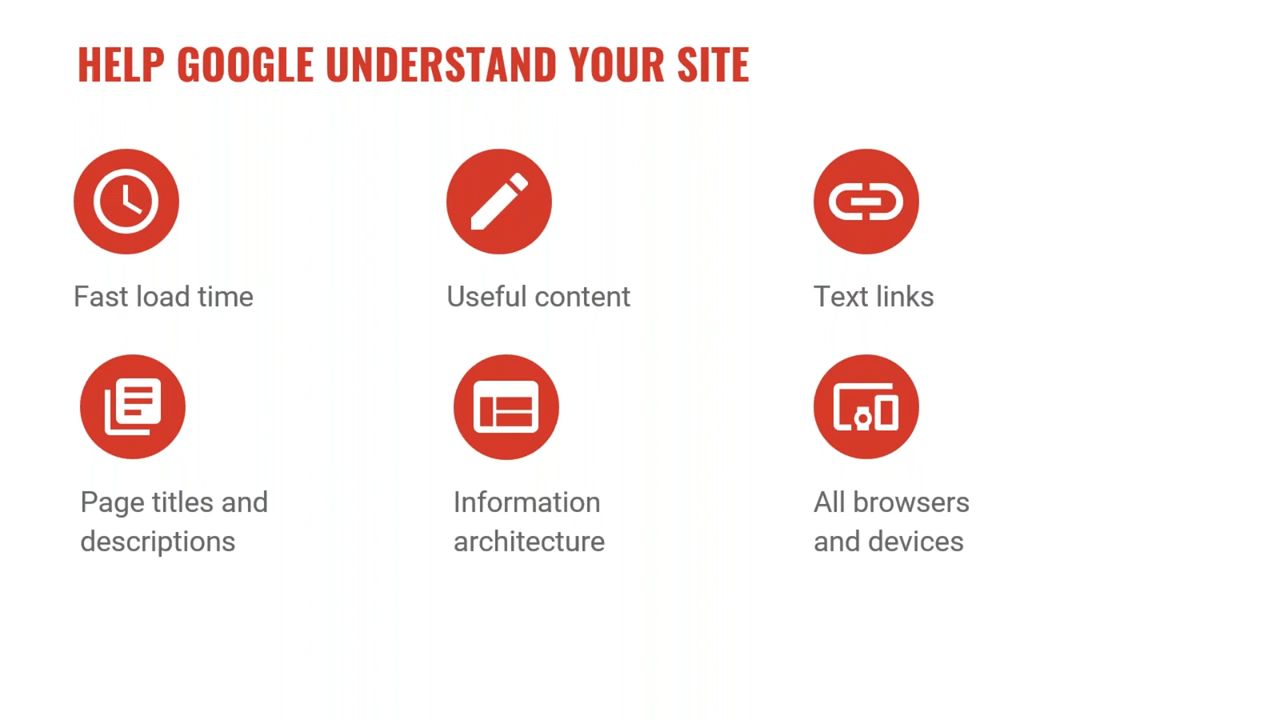 HELP GOOGLE UNDERSTAND YOUR SITE
Fast load time
Useful content
Text links
Page titles and
descriptions
Information
architecture
All browsers
and devices